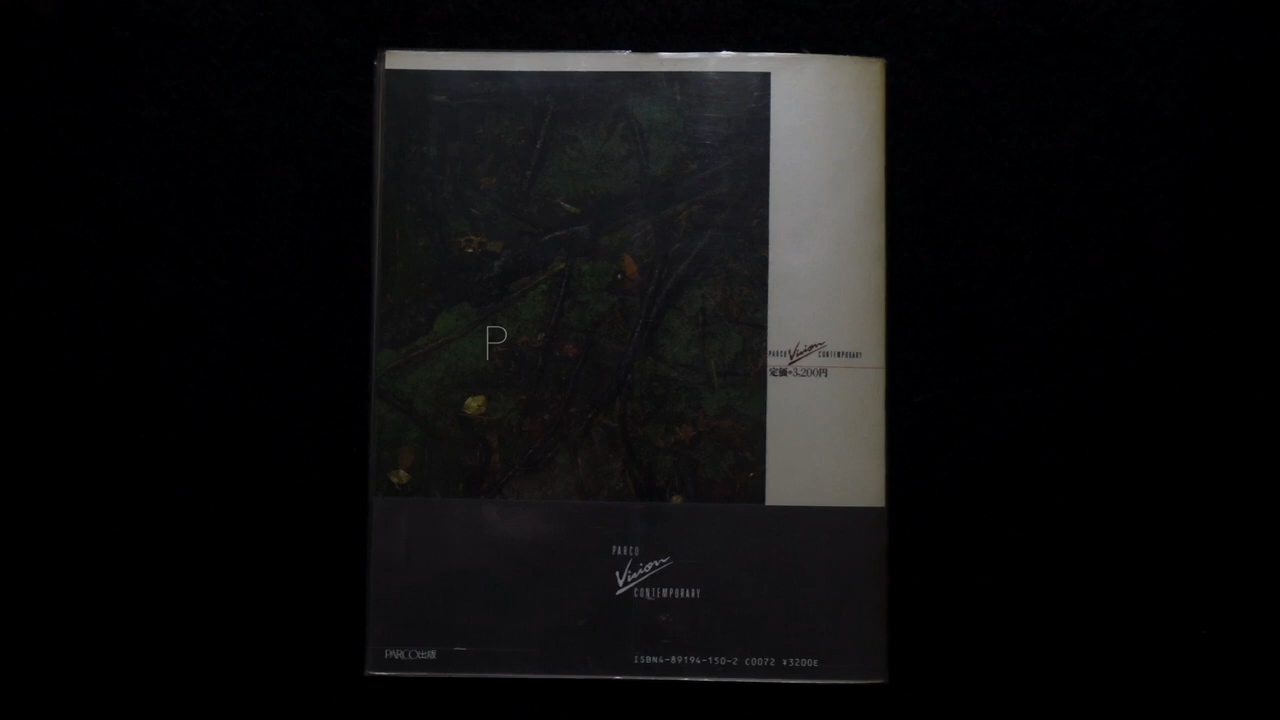 P
PARCO Vision CONTEMPORARY
定価•3,200円
PARCO
Vision
CONTEMPORARY
PARCO出版
ISBN4-89194-150-2 C0072 ¥3200E